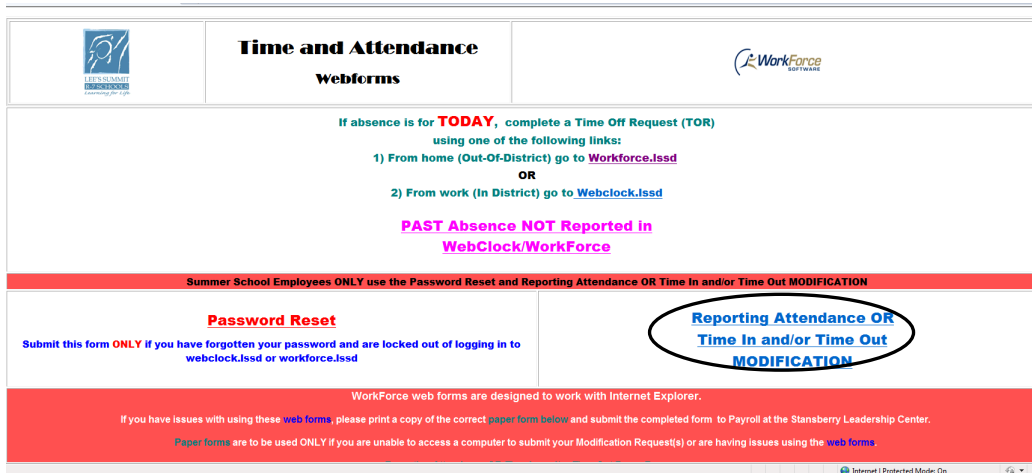 LEE'S SUMMIT
R-7 SCHOOLS
Learning for Life
Time and Attendance
Webforms
WorkForce
SOFTWARE
If absence is for TODAY, complete a Time Off Request (TOR)
using one of the following links:
1) From home (Out-Of-District) go to Workforce.lssd
OR
2) From work (In District) go to Webclock.lssd
PAST Absence NOT Reported in
WebClock/WorkForce
Summer School Employees ONLY use the Password Reset and Reporting Attendance OR Time In and/or Time Out MODIFICATION
Password Reset
Submit this form ONLY if you have forgotten your password and are locked out of logging in to
webclock.lssd or workforce.lssd
Reporting Attendance OR
Time In and/or Time Out
MODIFICATION
WorkForce web forms are designed to work with Internet Explorer.
If you have issues with using these web forms, please print a copy of the correct paper form below and submit the completed form to Payroll at the Stansberry Leadership Center.
Paper forms are to be used ONLY if you are unable to access a computer to submit your Modification Request(s) or are having issues using the web forms.
Internet | Protected Mode: On